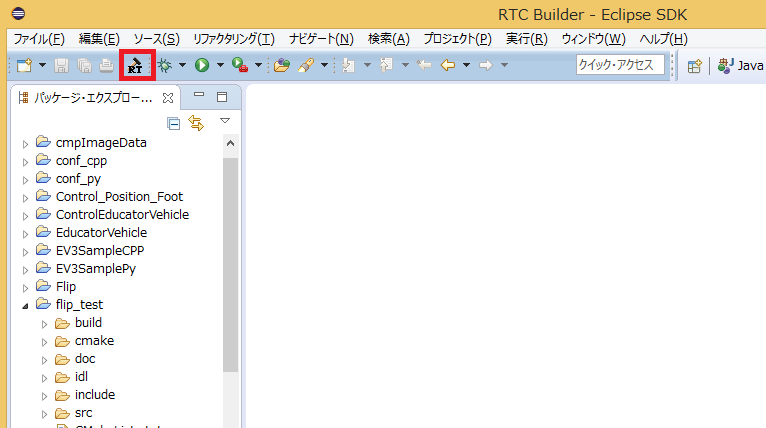 RTC Builder - Eclipse SDK
ファイル(F) 編集(E) ソース(S) リファクタリング(T) ナビゲート(N) 検索(A) プロジェクト(P) 実行(R) ウィンドウ(W) ヘルプ(H)
RT クイック・アクセス Java
パッケージ・エクスプロー...
cmpImageData
conf_cpp
conf_py
Control_Position_Foot
ControlEducatorVehicle
EducatorVehicle
EV3SampleCPP
EV3SamplePy
Flip
flip_test
build
cmake
doc
idl
include
src